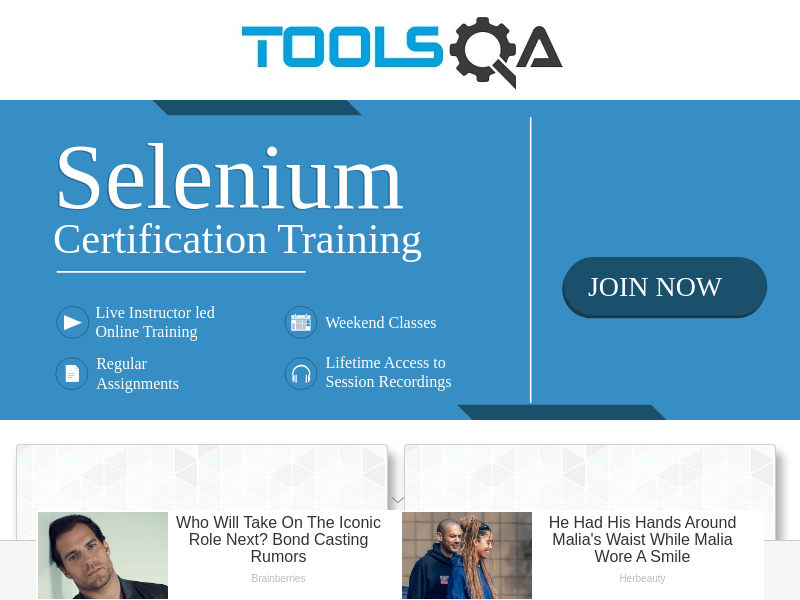 TOOLSQA
Selenium
Certification Training
Live Instructor led
Online Training
Weekend Classes
Regular
Assignments
Lifetime Access to
Session Recordings
JOIN NOW
Who Will Take On The Iconic
Role Next? Bond Casting
Rumors
Brainberries
He Had His Hands Around
Malia's Waist While Malia
Wore A Smile
Herbeauty